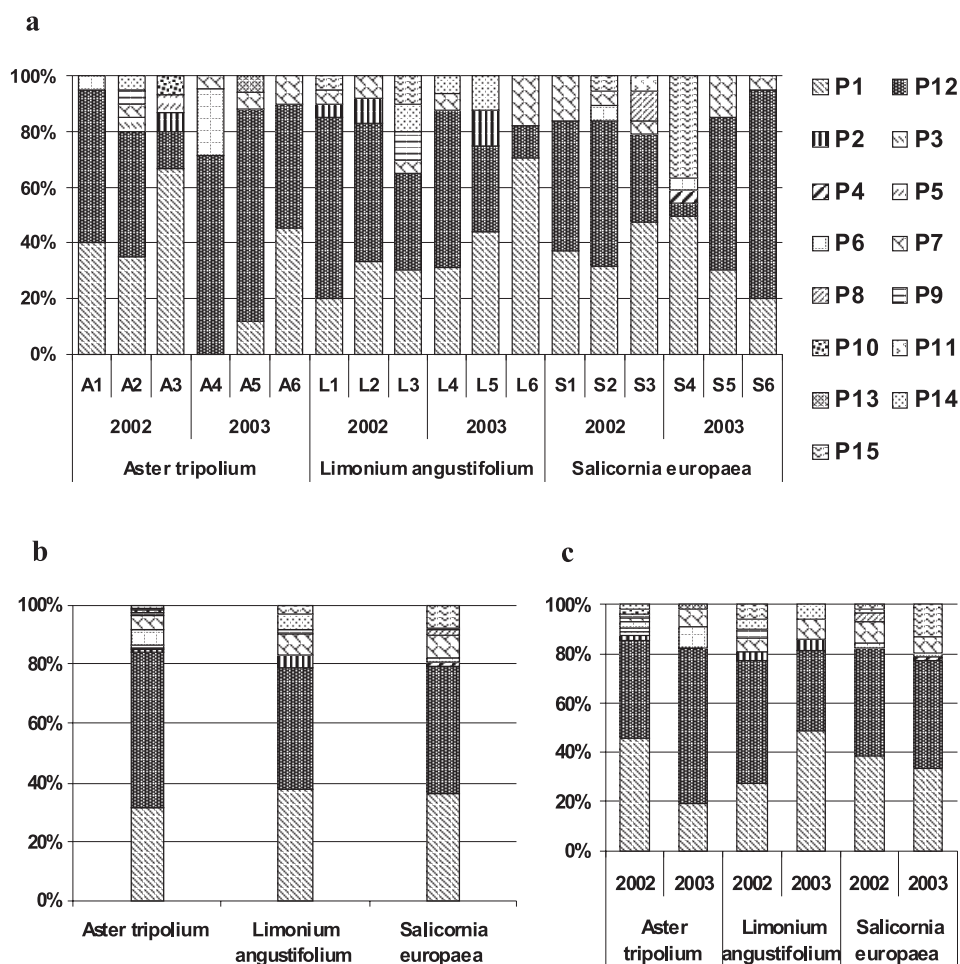 a
100%
80%
60%
40%
20%
0%
A1 A2 A3 A4 A5 A6 L1 L2 L3 L4 L5 L6 S1 S2 S3 S4 S5 S6
2002 2003 2002 2003 2002 2003
Aster tripolium Limonium angustifolium Salicornia europaea
P1 P12
P2 P3
P4 P5
P6 P7
P8 P9
P10 P11
P13 P14
P15
b
100%
80%
60%
40%
20%
0%
Aster tripolium Limonium Salicornia
angustifolium europaea
c
100%
80%
60%
40%
20%
0%
2002 2003 2002 2003 2002 2003
Aster Limonium Salicornia
tripolium angustifolium europaea